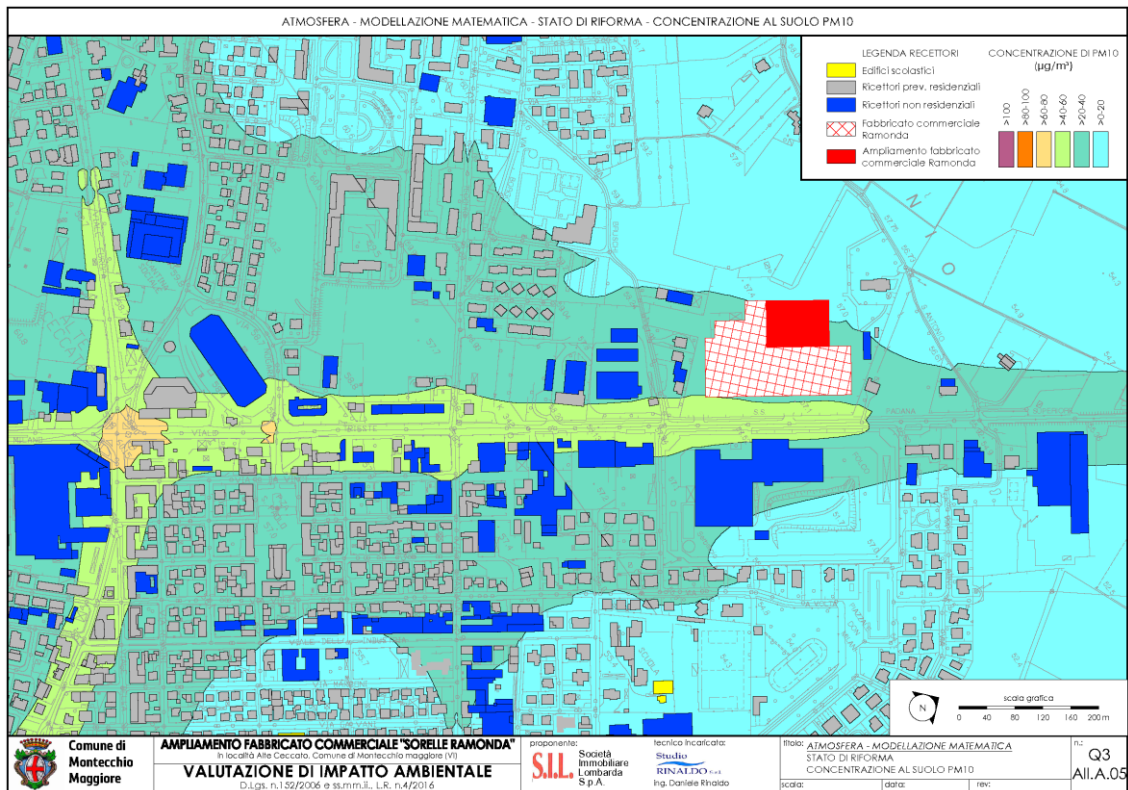 ATMOSFERA - MODELLAZIONE MATEMATICA - STATO DI RIFORMA - CONCENTRAZIONE AL SUOLO PM10
LEGENDA RECETTORI
Edifici scolastici
Ricettori prev. residenziali
Ricettori non residenziali
Fabbricato commerciale
Ramonda
Ampliamento fabbricato
commerciale Ramonda
CONCENTRAZIONE DI PM10
(µg/m³)
>100
>80-100
>60-80
>40-60
>20-40
>0-20
VIALE
TRIESTE
S.S.
PADANA
SUPERIORE
N
scala grafica
0 40 80 120 160 200 m
Comune di
Montecchio
Maggiore
AMPLIAMENTO FABBRICATO COMMERCIALE "SORELLE RAMONDA"
in località Alte Ceccato, Comune di Montecchio maggiore (VI)
VALUTAZIONE DI IMPATTO AMBIENTALE
D.Lgs. n.152/2006 e ss.mm.ii., L.R. n.4/2016
proponente:
S.I.L.
Società
Immobiliare
Lombarda
S.p.A.
tecnico incaricato:
Studio
RINALDO S.r.l.
Ing. Daniele Rinaldo
titolo: ATMOSFERA - MODELLAZIONE MATEMATICA
STATO DI RIFORMA
CONCENTRAZIONE AL SUOLO PM10
scala:
data:
rev:
n.:
Q3
All.A.05